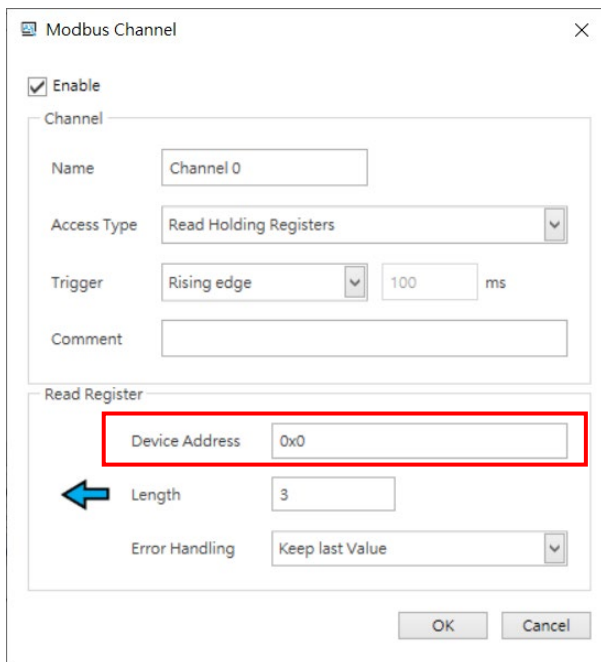 Modbus Channel
Enable
Channel
Name Channel 0
Access Type Read Holding Registers
Trigger Rising edge 100 ms
Comment
Read Register
Device Address 0x0
Length 3
Error Handling Keep last Value
OK Cancel